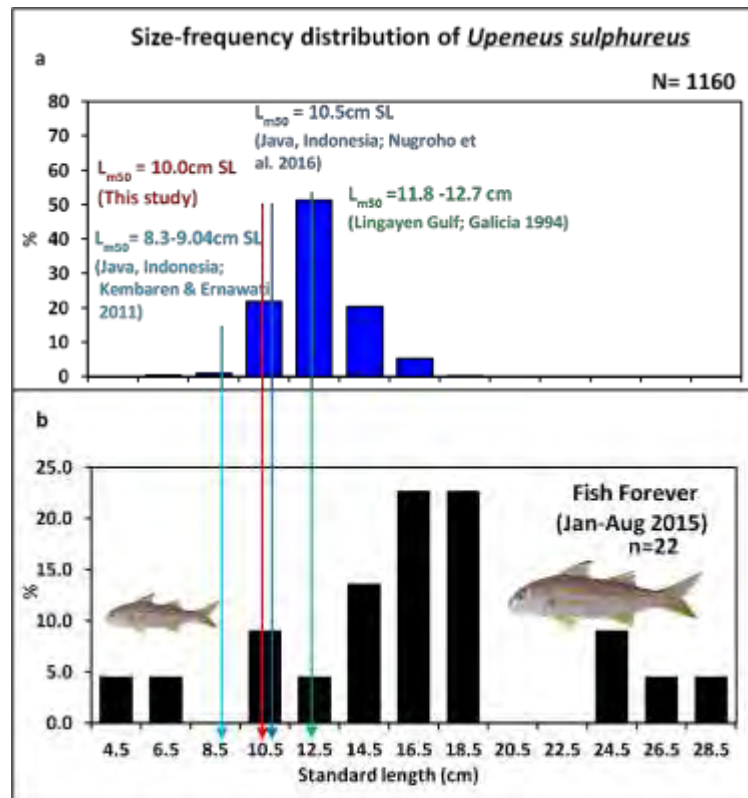 Size-frequency distribution of Upeneus sulphureus
a
N= 1160
80
70
60
50
40
30
20
10
0
%
Lm50 = 10.5cm SL
(Java, Indonesia; Nugroho et
al. 2016)
Lm50 = 10.0cm SL
(This study)
Lm50 =11.8 -12.7 cm
(Lingayen Gulf; Galicia 1994)
Lm50 = 8.3-9.04cm SL
(Java, Indonesia;
Kembaren & Ernawati
2011)
b
25.0
20.0
15.0
10.0
5.0
0.0
%
Fish Forever
(Jan-Aug 2015)
n=22
4.5 6.5 8.5 10.5 12.5 14.5 16.5 18.5 20.5 22.5 24.5 26.5 28.5
Standard length (cm)